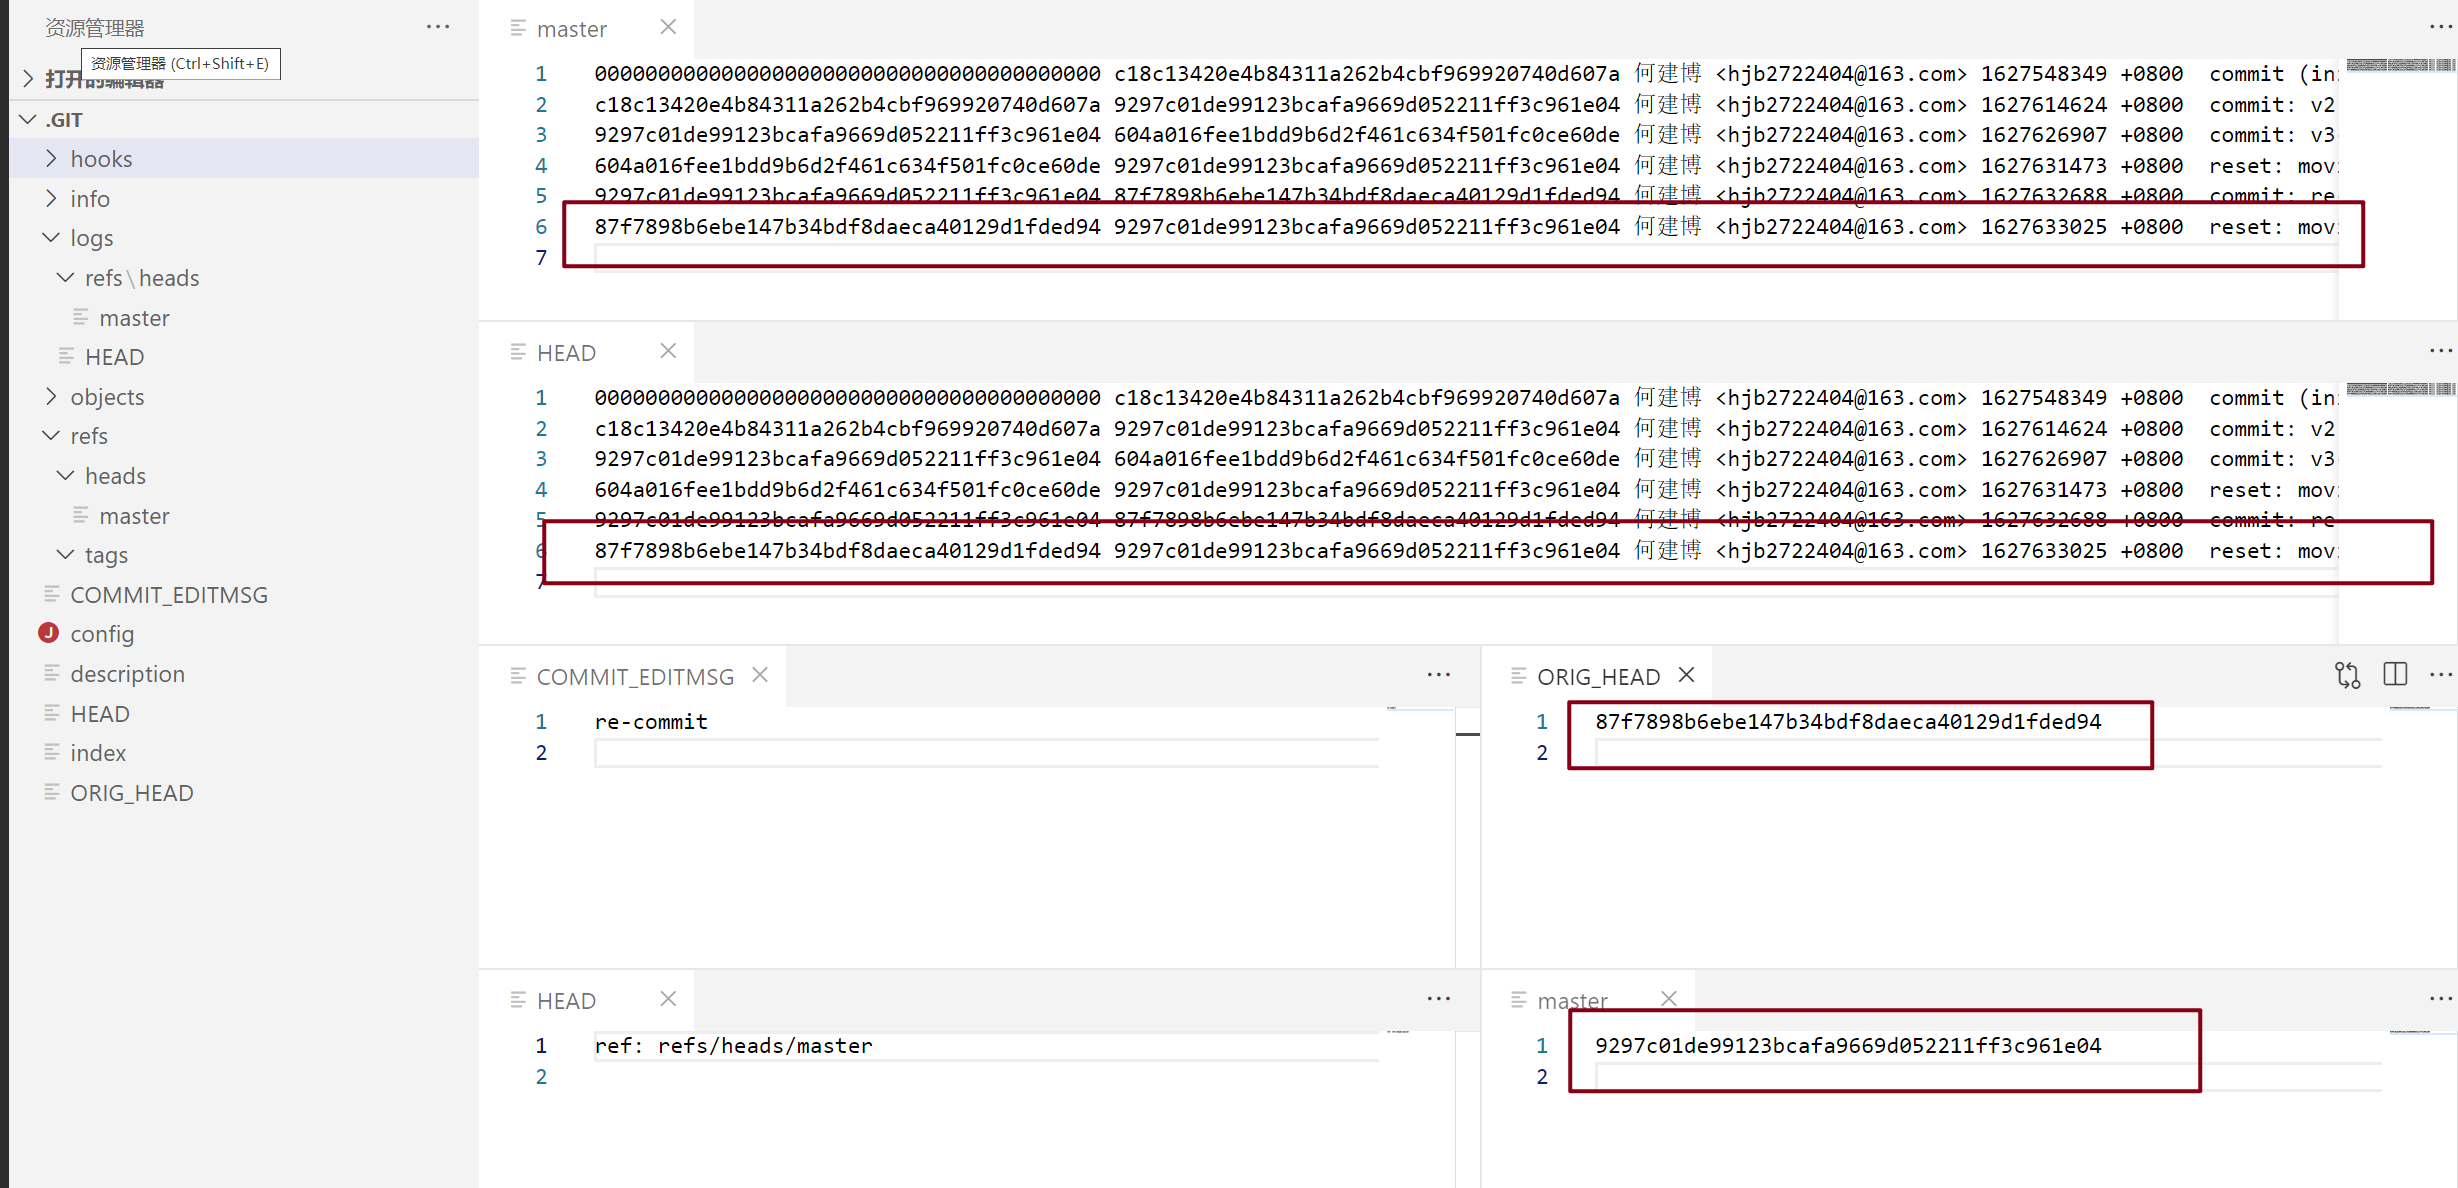 资源管理器
资源管理器 (Ctrl+Shift+E)
打开的编辑器
.GIT
hooks
info
logs
refs\heads
master
HEAD
objects
refs
heads
master
tags
COMMIT_EDITMSG
config
description
HEAD
index
ORIG_HEAD
master
1 0000000000000000000000000000000000000000 c18c13420e4b84311a262b4cbf969920740d607a 何建博 <hjb2722404@163.com> 1627548349 +0800 commit (in
2 c18c13420e4b84311a262b4cbf969920740d607a 9297c01de99123bcafa9669d052211ff3c961e04 何建博 <hjb2722404@163.com> 1627614624 +0800 commit: v2
3 9297c01de99123bcafa9669d052211ff3c961e04 604a016fee1bdd9b6d2f461c634f501fc0ce60de 何建博 <hjb2722404@163.com> 1627626907 +0800 commit: v3
4 604a016fee1bdd9b6d2f461c634f501fc0ce60de 9297c01de99123bcafa9669d052211ff3c961e04 何建博 <hjb2722404@163.com> 1627631473 +0800 reset: mov
5 9297c01de99123bcafa9669d052211ff3c961e04 87f7898b6ebe147b34bdf8daeca40129d1fded94 何建博 <hjb2722404@163.com> 1627632688 +0800 commit: re
6 87f7898b6ebe147b34bdf8daeca40129d1fded94 9297c01de99123bcafa9669d052211ff3c961e04 何建博 <hjb2722404@163.com> 1627633025 +0800 reset: mov
7
HEAD
1 0000000000000000000000000000000000000000 c18c13420e4b84311a262b4cbf969920740d607a 何建博 <hjb2722404@163.com> 1627548349 +0800 commit (in
2 c18c13420e4b84311a262b4cbf969920740d607a 9297c01de99123bcafa9669d052211ff3c961e04 何建博 <hjb2722404@163.com> 1627614624 +0800 commit: v2
3 9297c01de99123bcafa9669d052211ff3c961e04 604a016fee1bdd9b6d2f461c634f501fc0ce60de 何建博 <hjb2722404@163.com> 1627626907 +0800 commit: v3
4 604a016fee1bdd9b6d2f461c634f501fc0ce60de 9297c01de99123bcafa9669d052211ff3c961e04 何建博 <hjb2722404@163.com> 1627631473 +0800 reset: mov
5 9297c01de99123bcafa9669d052211ff3c961e04 87f7898b6ebe147b34bdf8daeca40129d1fded94 何建博 <hjb2722404@163.com> 1627632688 +0800 commit: re
6 87f7898b6ebe147b34bdf8daeca40129d1fded94 9297c01de99123bcafa9669d052211ff3c961e04 何建博 <hjb2722404@163.com> 1627633025 +0800 reset: mov
7
COMMIT_EDITMSG
1 re-commit
2
ORIG_HEAD
1 87f7898b6ebe147b34bdf8daeca40129d1fded94
2
HEAD
1 ref: refs/heads/master
2
master
1 9297c01de99123bcafa9669d052211ff3c961e04
2